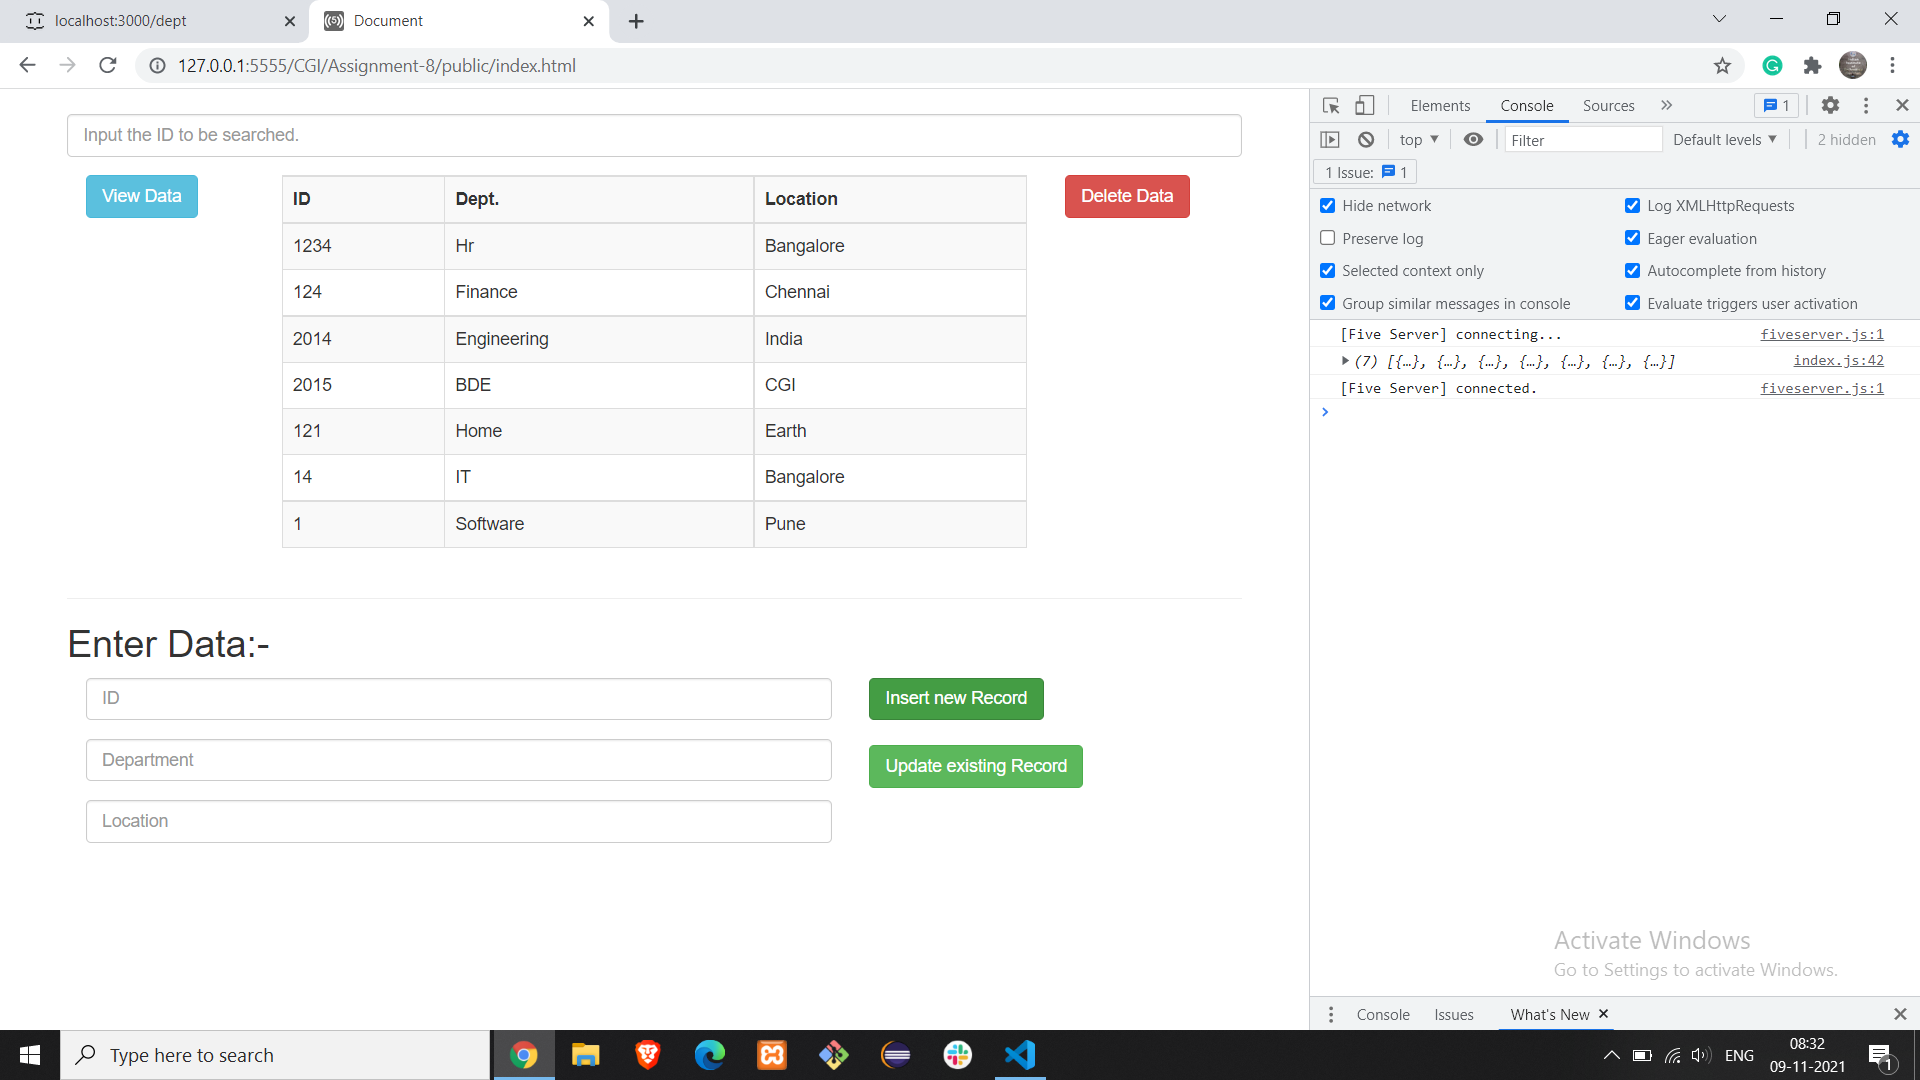 localhost:3000/dept
Document
127.0.0.1:5555/CGI/Assignment-8/public/index.html
Input the ID to be searched.
View Data
ID Dept. Location
1234 Hr Bangalore
124 Finance Chennai
2014 Engineering India
2015 BDE CGI
121 Home Earth
14 IT Bangalore
1 Software Pune
Delete Data
Enter Data:-
ID
Department
Location
Insert new Record
Update existing Record
Elements Console Sources 1
top Filter Default levels 2 hidden
1 Issue: 1
Hide network Log XMLHttpRequests
Preserve log Eager evaluation
Selected context only Autocomplete from history
Group similar messages in console Evaluate triggers user activation
[Five Server] connecting... fiveserver.js:1
(7) [{…}, {…}, {…}, {…}, {…}, {…}, {…}] index.js:42
[Five Server] connected. fiveserver.js:1
Activate Windows
Go to Settings to activate Windows.
Console Issues What's New
Type here to search
ENG
08:32
09-11-2021
1